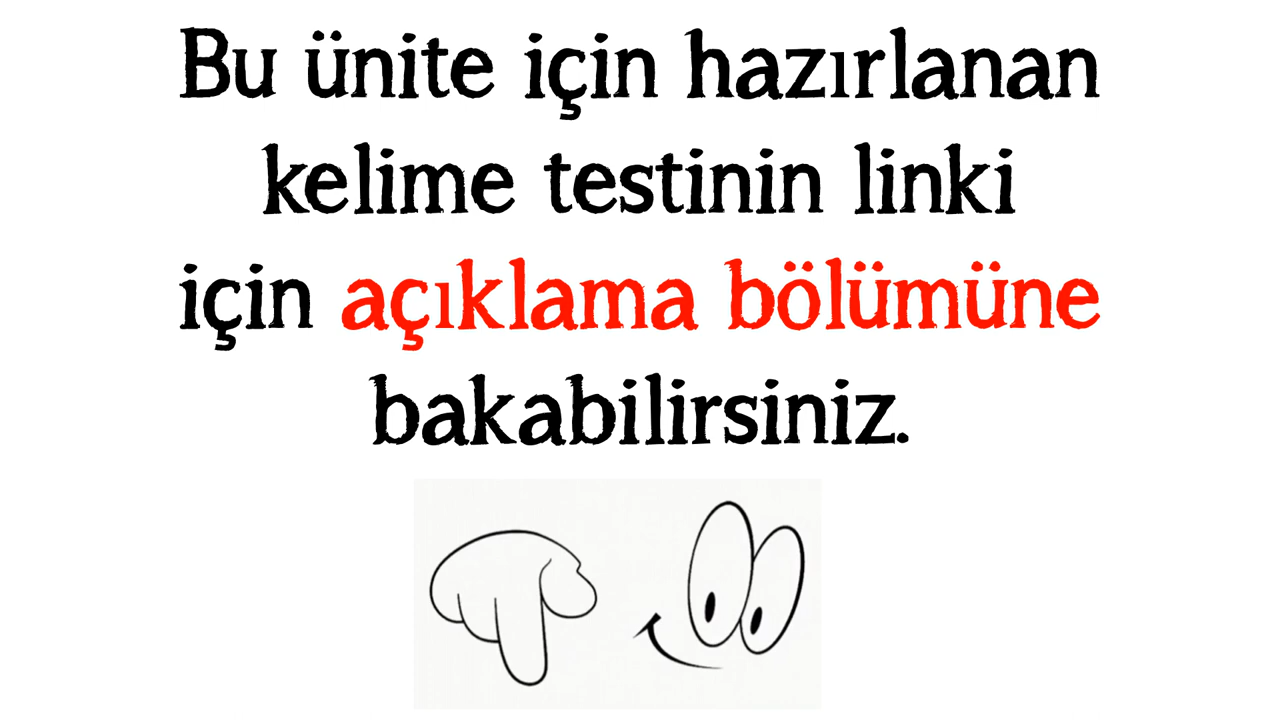 Bu ünite için hazırlanan
kelime testinin linki
için açıklama bölümüne
bakabilirsiniz.